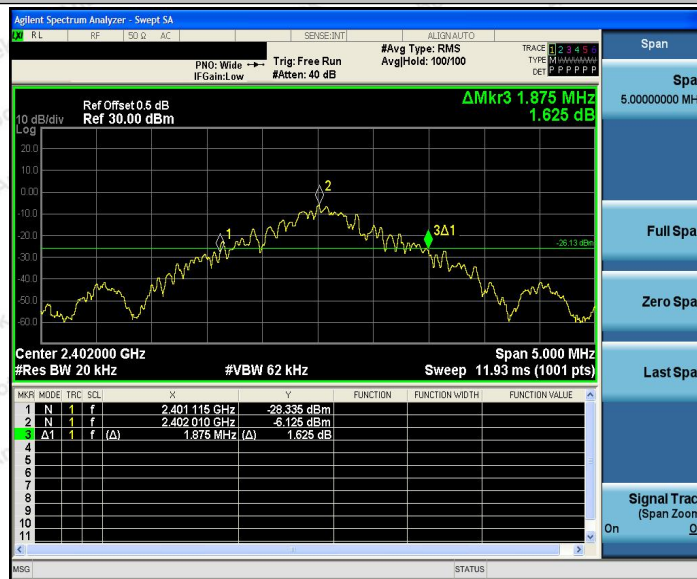 Agilent Spectrum Analyzer - Swept SA
LXI RL RF 50 Ω AC SENSE:INT ALIGN AUTO
#Avg Type: RMS
Avg|Hold: 100/100
TRACE 1 2 3 4 5 6
TYPE M WWWWW
DET P P P P P P
PNO: Wide
IFGain:Low
Trig: Free Run
#Atten: 40 dB
ΔMkr3 1.875 MHz
1.625 dB
Ref Offset 0.5 dB
Ref 30.00 dBm
10 dB/div
Log
20.0
10.0
0.00
-10.0
-20.0
-30.0
-40.0
-50.0
-60.0
1
2
3Δ1
-26.13 dBm
Center 2.402000 GHz
Span 5.000 MHz
#Res BW 20 kHz
#VBW 62 kHz
Sweep 11.93 ms (1001 pts)
MKR MODE TRC SCL X Y FUNCTION FUNCTION WIDTH FUNCTION VALUE
1 N 1 f 2.401 115 GHz -28.335 dBm
2 N 1 f 2.402 010 GHz -6.125 dBm
3 Δ1 1 f (Δ) 1.875 MHz (Δ) 1.625 dB
4
5
6
7
8
9
10
11
MSG
STATUS
Span
Spa
5.00000000 MH
Full Spa
Zero Spa
Last Spa
Signal Trac
(Span Zoom
On O